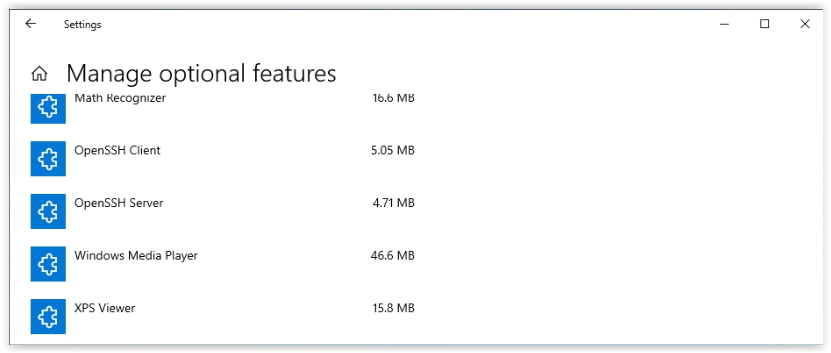 Settings
Manage optional features
Math Recognizer 16.6 MB
OpenSSH Client 5.05 MB
OpenSSH Server 4.71 MB
Windows Media Player 46.6 MB
XPS Viewer 15.8 MB